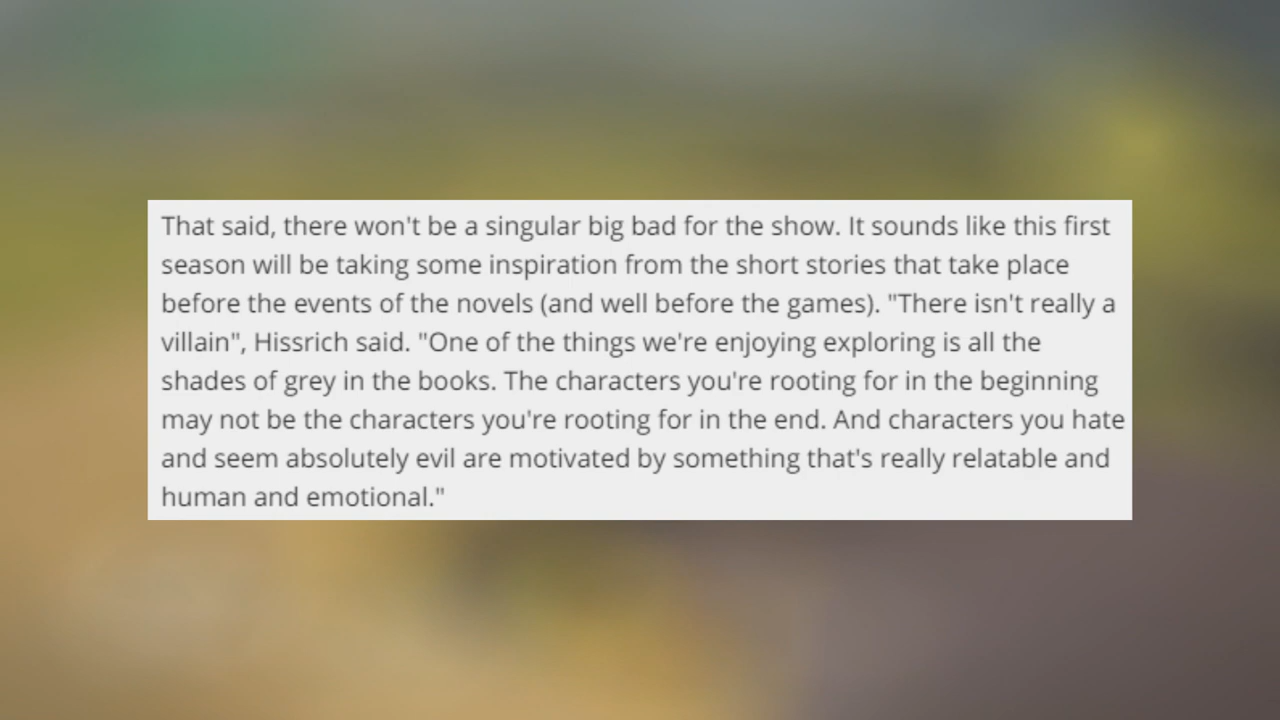 That said, there won't be a singular big bad for the show. It sounds like this first
season will be taking some inspiration from the short stories that take place
before the events of the novels (and well before the games). "There isn't really a
villain", Hissrich said. "One of the things we're enjoying exploring is all the
shades of grey in the books. The characters you're rooting for in the beginning
may not be the characters you're rooting for in the end. And characters you hate
and seem absolutely evil are motivated by something that's really relatable and
human and emotional."